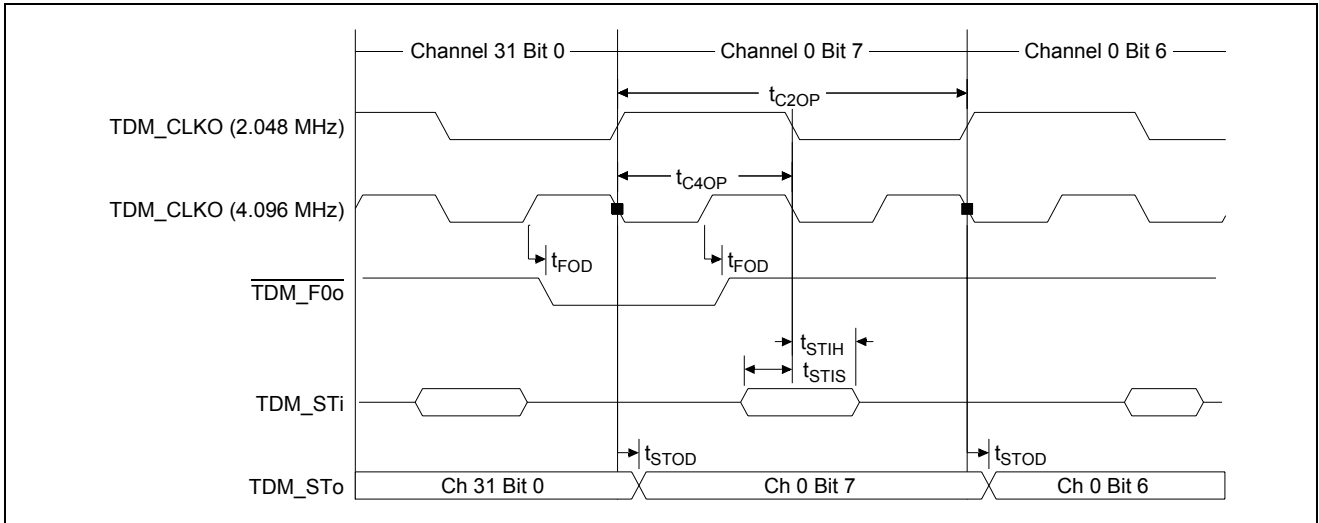 Channel 31 Bit 0 Channel 0 Bit 7 Channel 0 Bit 6
tC2OP
TDM_CLKO (2.048 MHz)
tC4OP
TDM_CLKO (4.096 MHz)
tFOD tFOD
TDM_F0o
tSTIH
tSTIS
TDM_STi
tSTOD tSTOD
TDM_STo Ch 31 Bit 0 Ch 0 Bit 7 Ch 0 Bit 6